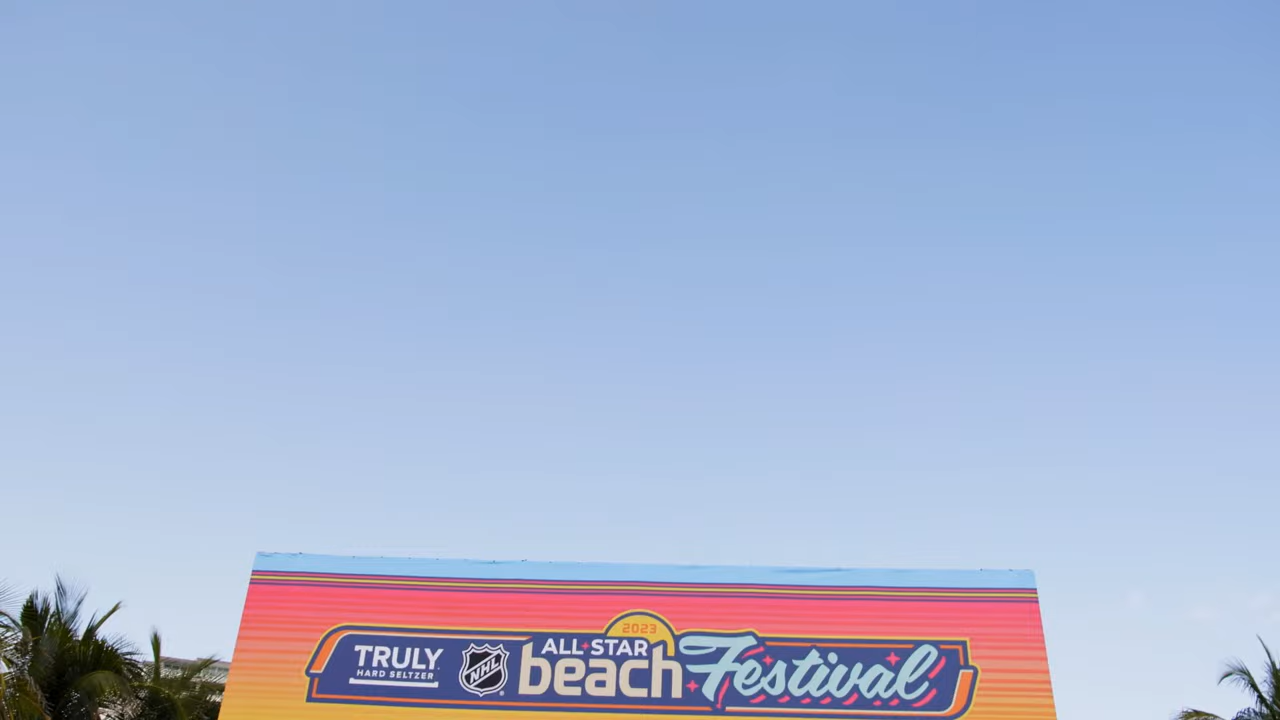 2023
TRULY
HARD SELTZER
NHL
ALL STAR
beach Festival